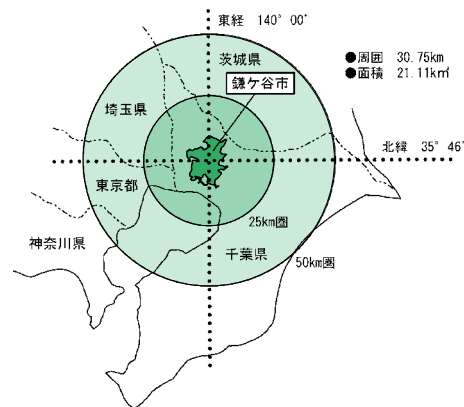 東経 140° 00′
茨城県
●周囲 30.75km
●面積 21.11km²
鎌ケ谷市
埼玉県
北緯 35° 46′
東京都
25km圏
神奈川県
千葉県
50km圏